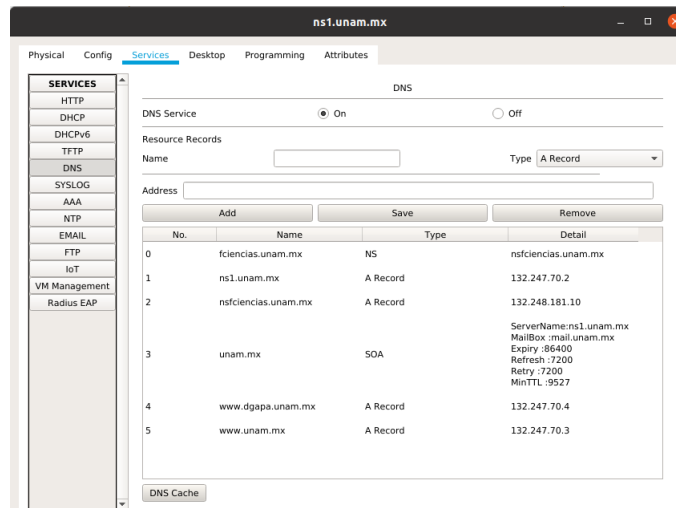 ns1.unam.mx
Physical Config Services Desktop Programming Attributes
SERVICES
HTTP
DHCP
DHCPv6
TFTP
DNS
SYSLOG
AAA
NTP
EMAIL
FTP
IoT
VM Management
Radius EAP
DNS
DNS Service On Off
Resource Records
Name Type A Record
Address
Add Save Remove
No. Name Type Detail
0 fciencias.unam.mx NS nsfciencias.unam.mx
1 ns1.unam.mx A Record 132.247.70.2
2 nsfciencias.unam.mx A Record 132.248.181.10
3 unam.mx SOA ServerName:ns1.unam.mx
MailBox :mail.unam.mx
Expiry :86400
Refresh :7200
Retry :7200
MinTTL :9527
4 www.dgapa.unam.mx A Record 132.247.70.4
5 www.unam.mx A Record 132.247.70.3
DNS Cache